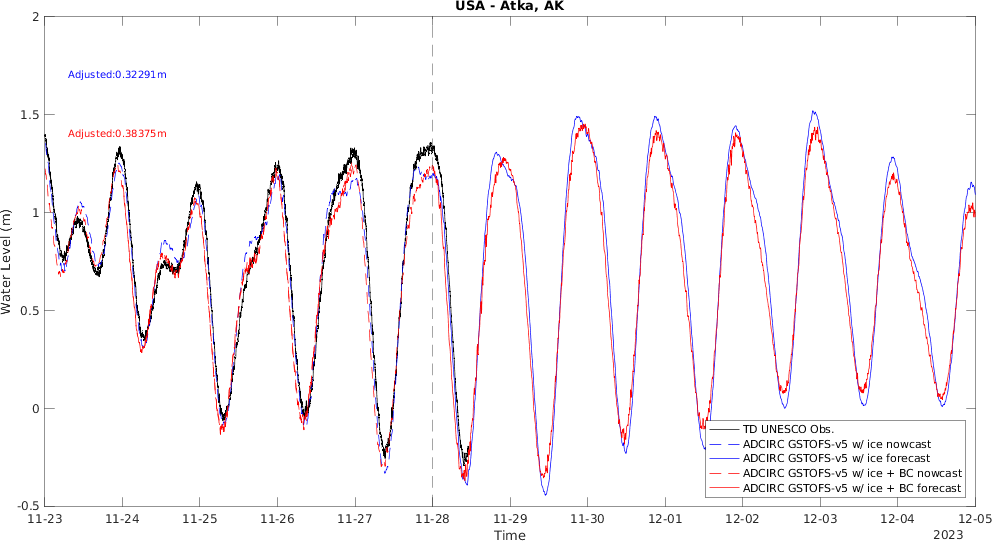 USA - Atka, AK
2
1.5
1
0.5
0
-0.5
Water Level (m)
Adjusted:0.32291m
Adjusted:0.38375m
TD UNESCO Obs.
ADCIRC GSTOFS-v5 w/ ice nowcast
ADCIRC GSTOFS-v5 w/ ice forecast
ADCIRC GSTOFS-v5 w/ ice + BC nowcast
ADCIRC GSTOFS-v5 w/ ice + BC forecast
11-23 11-24 11-25 11-26 11-27 11-28 11-29 11-30 12-01 12-02 12-03 12-04 12-05
Time
2023